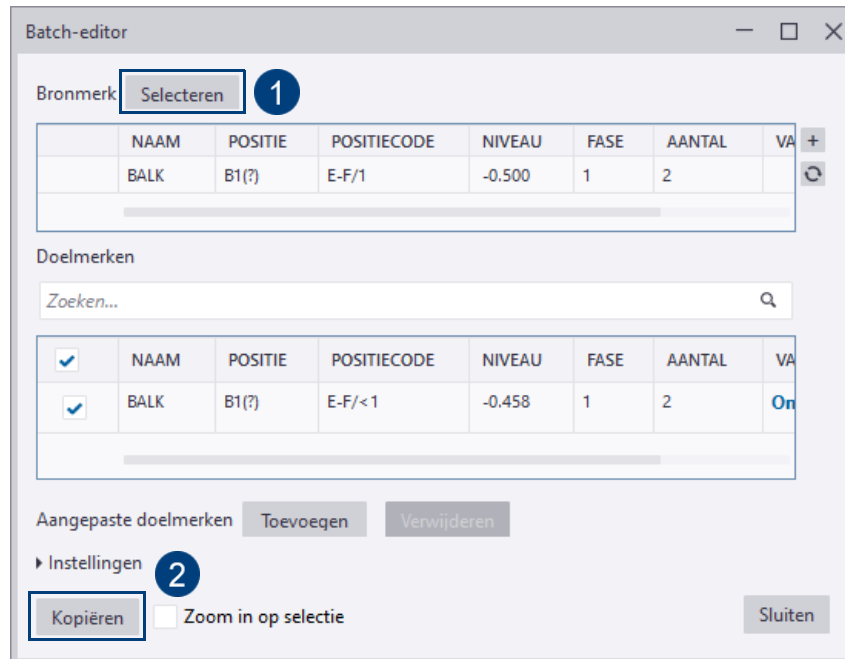 Batch-editor
Bronmerk Selecteren 1
NAAM POSITIE POSITIECODE NIVEAU FASE AANTAL VA +
BALK B1(?) E-F/1 -0.500 1 2
Doelmerken
Zoeken...
NAAM POSITIE POSITIECODE NIVEAU FASE AANTAL VA
BALK B1(?) E-F/<1 -0.458 1 2 On
Aangepaste doelmerken Toevoegen Verwijderen
Instellingen 2
Kopiëren Zoom in op selectie Sluiten